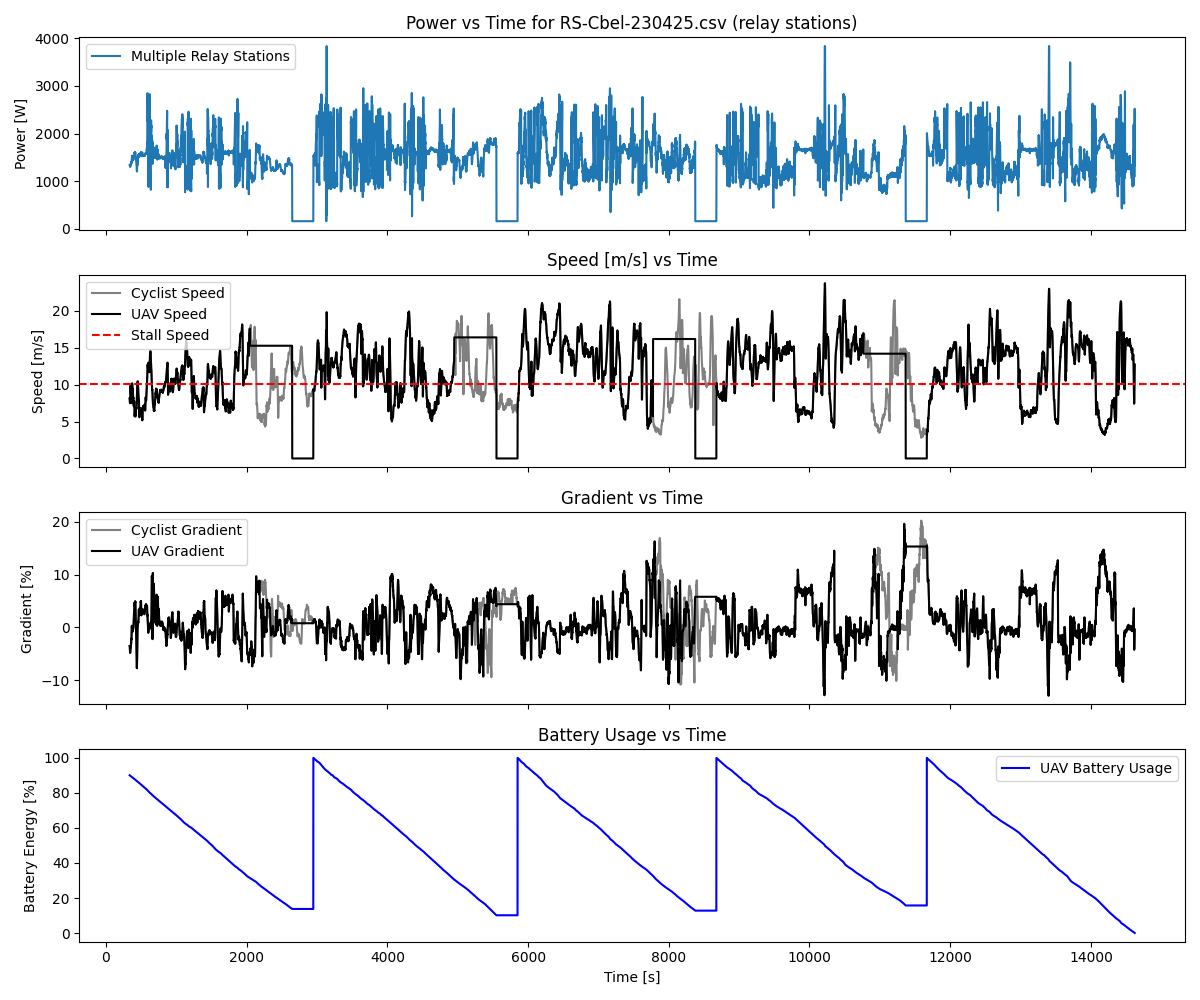 Power vs Time for RS-Cbel-230425.csv (relay stations)
Power [W]
4000
3000
2000
1000
0
Multiple Relay Stations
Speed [m/s] vs Time
Speed [m/s]
20
15
10
5
0
Cyclist Speed
UAV Speed
Stall Speed
Gradient vs Time
Gradient [%]
20
10
0
−10
Cyclist Gradient
UAV Gradient
Battery Usage vs Time
Battery Energy [%]
100
80
60
40
20
0
UAV Battery Usage
0 2000 4000 6000 8000 10000 12000 14000
Time [s]